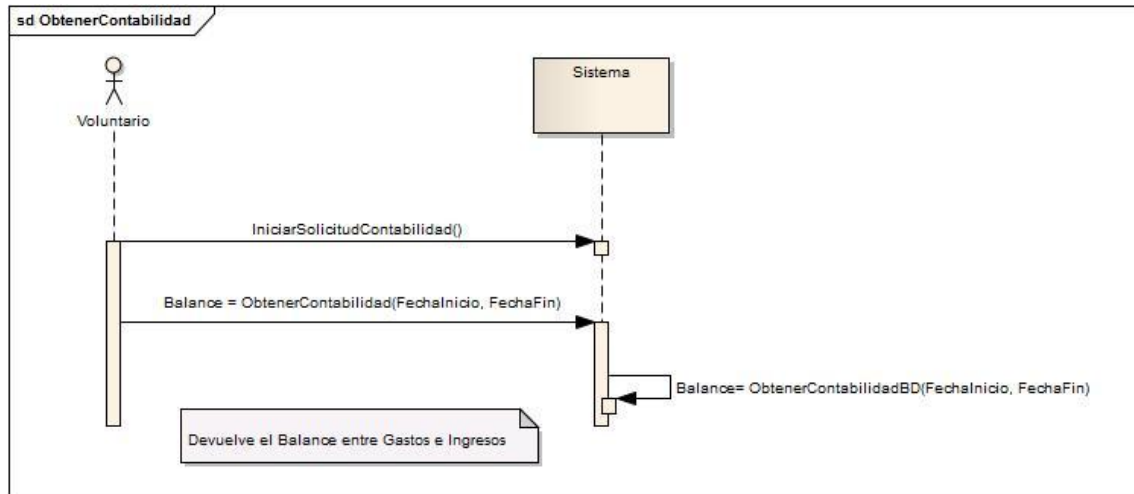 sd ObtenerContabilidad
Voluntario
Sistema
IniciarSolicitudContabilidad()
Balance = ObtenerContabilidad(FechaInicio, FechaFin)
Balance= ObtenerContabilidadBD(FechaInicio, FechaFin)
Devuelve el Balance entre Gastos e Ingresos